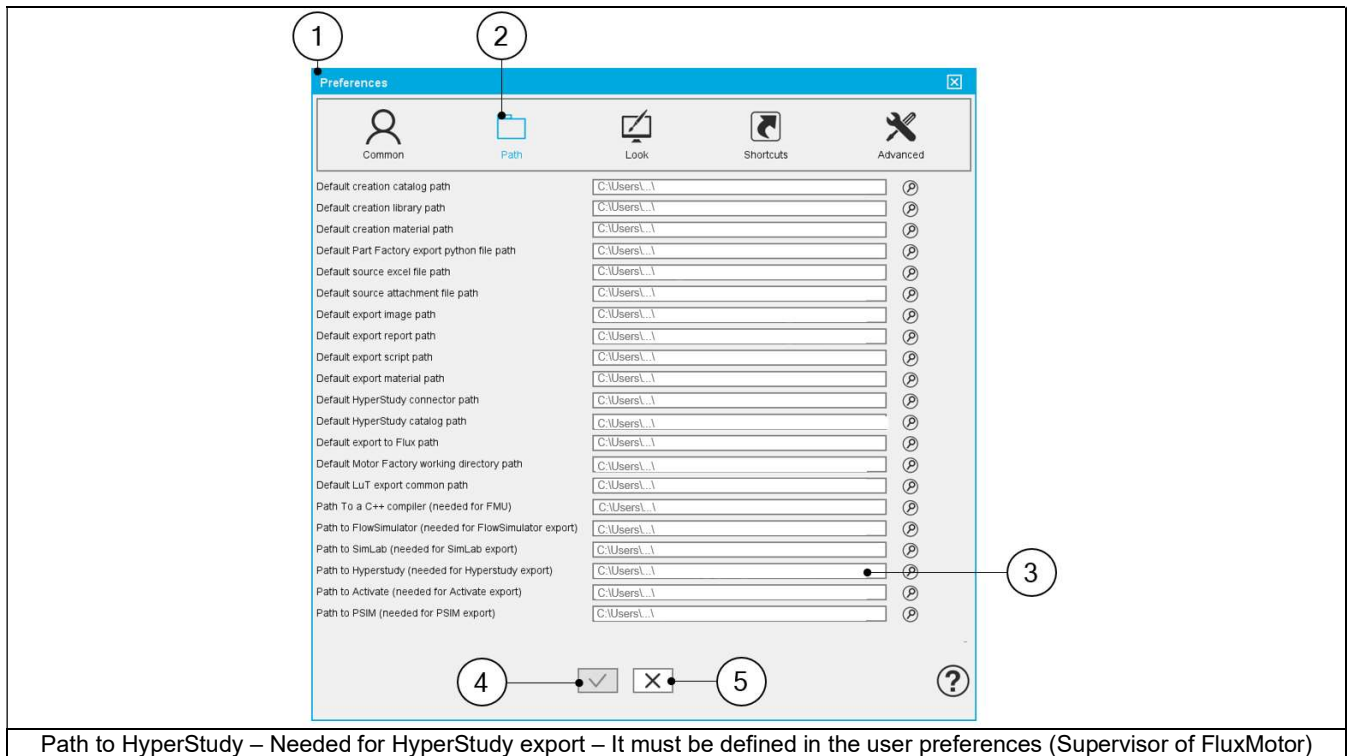 1 2
Preferences
Common Path Look Shortcuts Advanced
Default creation catalog path C:\Users\...\
Default creation library path C:\Users\...\
Default creation material path C:\Users\...\
Default Part Factory export python file path C:\Users\...\
Default source excel file path C:\Users\...\
Default source attachment file path C:\Users\...\
Default export image path C:\Users\...\
Default export report path C:\Users\...\
Default export script path C:\Users\...\
Default export material path C:\Users\...\
Default HyperStudy connector path C:\Users\...\
Default HyperStudy catalog path C:\Users\...\
Default export to Flux path C:\Users\...\
Default Motor Factory working directory path C:\Users\...\
Default LuT export common path C:\Users\...\
Path To a C++ compiler (needed for FMU) C:\Users\...\
Path to FlowSimulator (needed for FlowSimulator export) C:\Users\...\
Path to SimLab (needed for SimLab export) C:\Users\...\
Path to Hyperstudy (needed for Hyperstudy export) C:\Users\...\ 3
Path to Activate (needed for Activate export) C:\Users\...\
Path to PSIM (needed for PSIM export) C:\Users\...\
4 5 ?
Path to HyperStudy – Needed for HyperStudy export – It must be defined in the user preferences (Supervisor of FluxMotor)